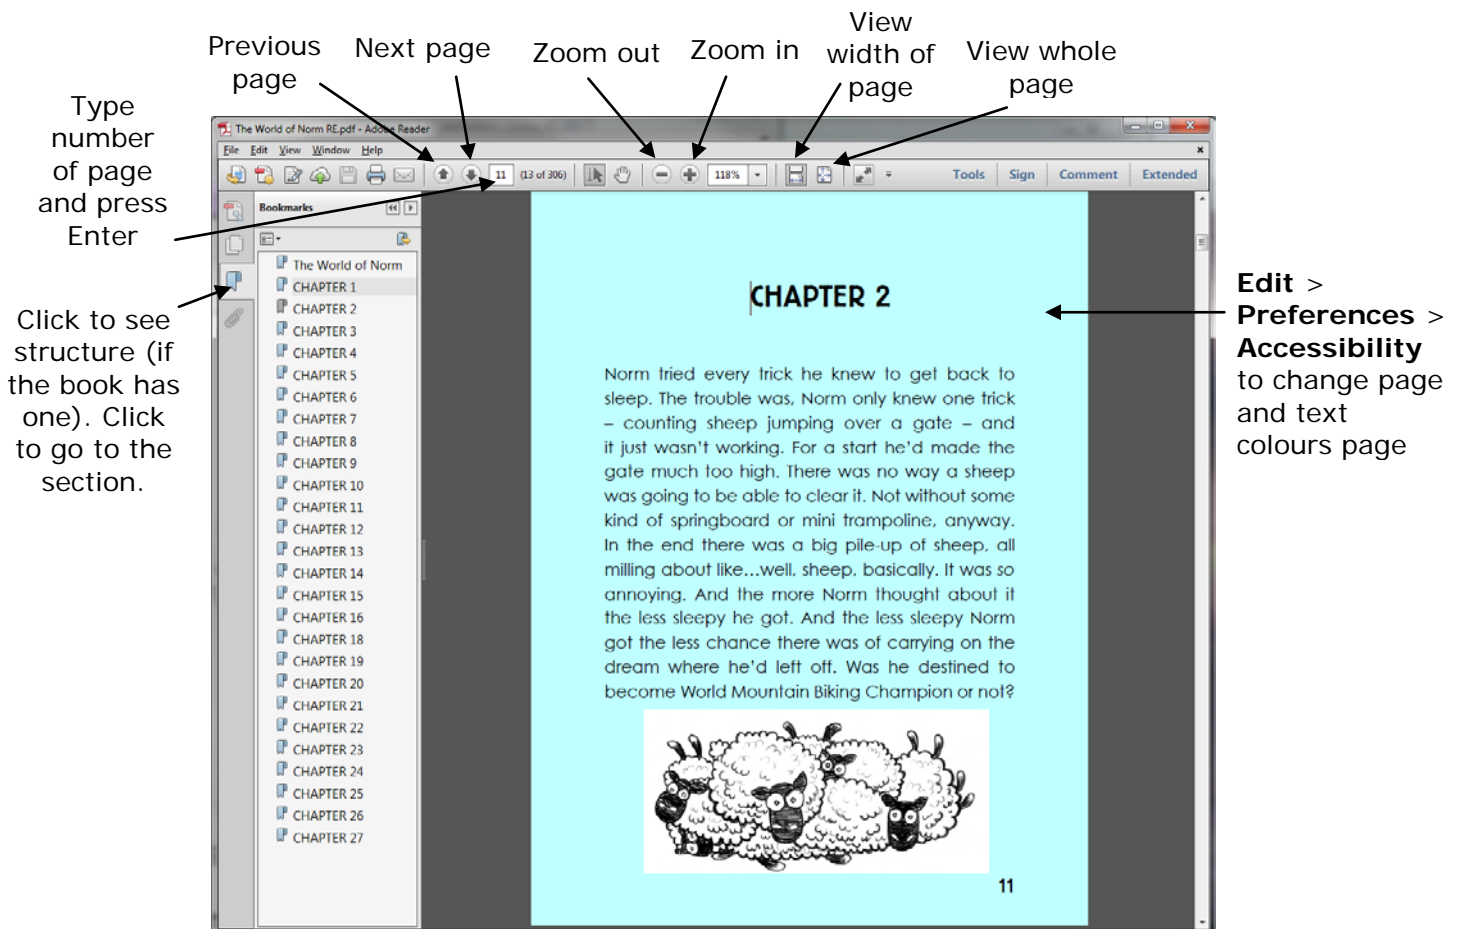 Previous
page
Next page
Zoom out
Zoom in
View
width of
page
View whole
page
Type
number
of page
and press
Enter
Click to see
structure (if
the book has
one). Click
to go to the
section.
The World of Norm RE.pdf - Adobe Reader
File Edit View Window Help
11 (13 of 306) 118% Tools Sign Comment Extended
Bookmarks
The World of Norm
CHAPTER 1
CHAPTER 2
CHAPTER 3
CHAPTER 4
CHAPTER 5
CHAPTER 6
CHAPTER 7
CHAPTER 8
CHAPTER 9
CHAPTER 10
CHAPTER 11
CHAPTER 12
CHAPTER 13
CHAPTER 14
CHAPTER 15
CHAPTER 16
CHAPTER 18
CHAPTER 19
CHAPTER 20
CHAPTER 21
CHAPTER 22
CHAPTER 23
CHAPTER 24
CHAPTER 25
CHAPTER 26
CHAPTER 27
CHAPTER 2
Norm tried every trick he knew to get back to
sleep. The trouble was, Norm only knew one trick
– counting sheep jumping over a gate – and
it just wasn't working. For a start he'd made the
gate much too high. There was no way a sheep
was going to be able to clear it. Not without some
kind of springboard or mini trampoline, anyway.
In the end there was a big pile-up of sheep, all
milling about like...well, sheep, basically. It was so
annoying. And the more Norm thought about it
the less sleepy he got. And the less sleepy Norm
got the less chance there was of carrying on the
dream where he'd left off. Was he destined to
become World Mountain Biking Champion or not?
11
Edit >
Preferences >
Accessibility
to change page
and text
colours page